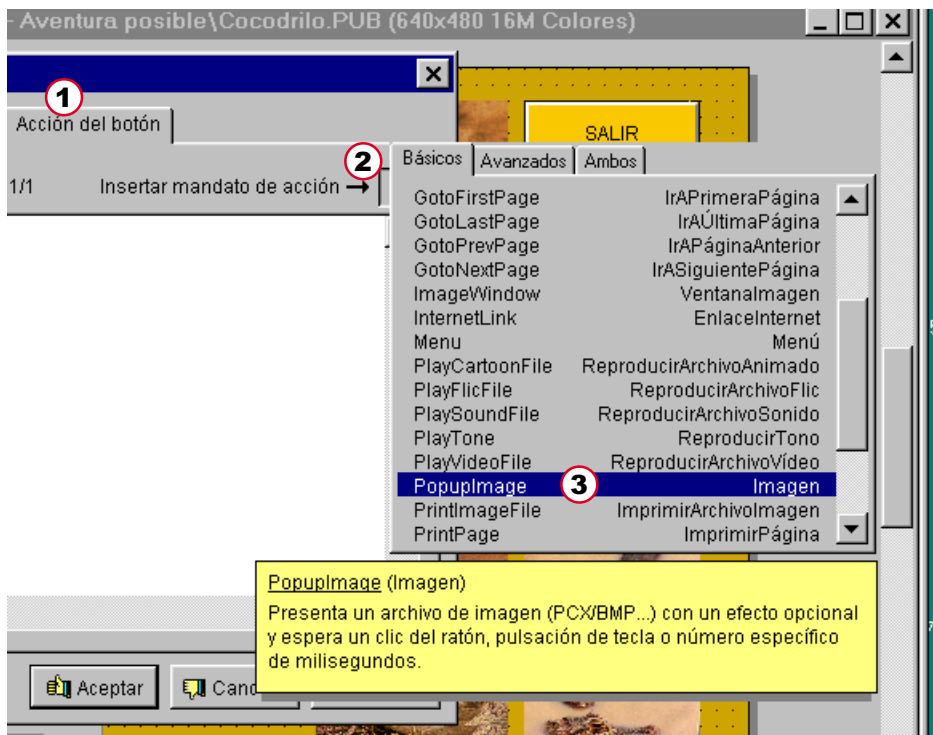 - Aventura posible\Cocodrilo.PUB (640x480 16M Colores)
1
Acción del botón
SALIR
2
Básicos Avanzados Ambos
1/1 Insertar mandato de acción →
GotoFirstPage IrAPrimeraPágina
GotoLastPage IrAÚltimaPágina
GotoPrevPage IrAPáginaAnterior
GotoNextPage IrASiguientePágina
ImageWindow VentanaImagen
InternetLink EnlaceInternet
Menu Menú
PlayCartoonFile ReproducirArchivoAnimado
PlayFlicFile ReproducirArchivoFlic
PlaySoundFile ReproducirArchivoSonido
PlayTone ReproducirTono
PlayVideoFile ReproducirArchivoVídeo
PopupImage 3 Imagen
PrintImageFile ImprimirArchivoImagen
PrintPage ImprimirPágina
PopupImage (Imagen)
Presenta un archivo de imagen (PCX/BMP...) con un efecto opcional
y espera un clic del ratón, pulsación de tecla o número específico
de milisegundos.
Aceptar Canc